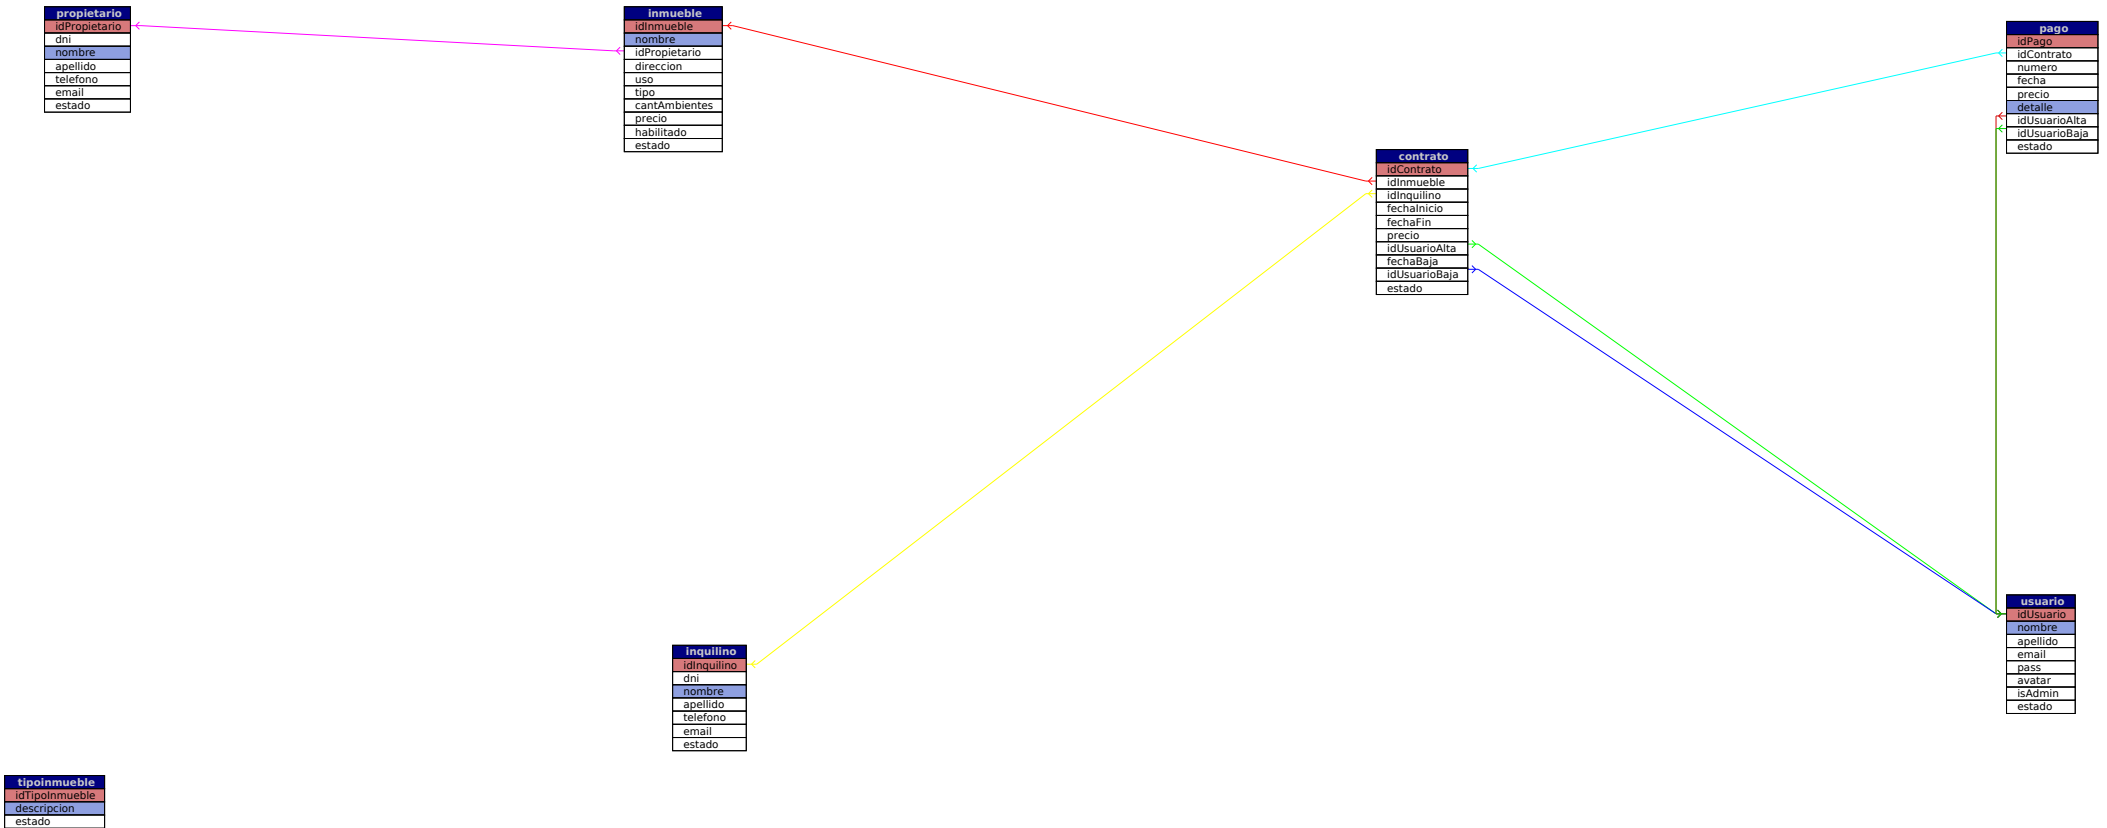 propietario
idPropietario
dni
nombre
apellido
telefono
email
estado
inmueble
idInmueble
nombre
idPropietario
direccion
uso
tipo
cantAmbientes
precio
habilitado
estado
pago
idPago
idContrato
numero
fecha
precio
detalle
idUsuarioAlta
idUsuarioBaja
estado
contrato
idContrato
idInmueble
idInquilino
fechaInicio
fechaFin
precio
idUsuarioAlta
fechaBaja
idUsuarioBaja
estado
usuario
idUsuario
nombre
apellido
email
pass
avatar
isAdmin
estado
inquilino
idInquilino
dni
nombre
apellido
telefono
email
estado
tipoinmueble
idTipoInmueble
descripcion
estado